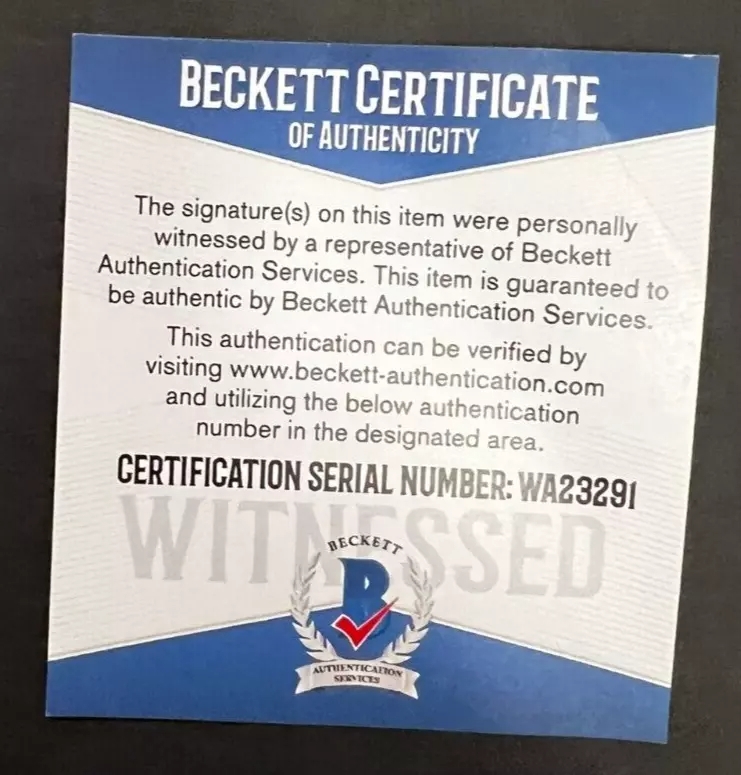 BECKETT CERTIFICATE
OF AUTHENTICITY
The signature(s) on this item were personally
witnessed by a representative of Beckett
Authentication Services. This item is guaranteed to
be authentic by Beckett Authentication Services.
This authentication can be verified by
visiting www.beckett-authentication.com
and utilizing the below authentication
number in the designated area.
CERTIFICATION SERIAL NUMBER: WA23291
WITNESSED
BECKETT
B
AUTHENTICATION
SERVICES